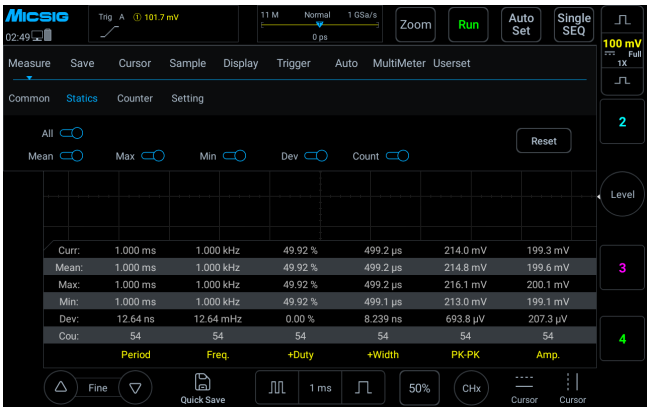 Micsig Trig A ① 101.7 mV 11 M Normal 1 GSa/s Zoom Run Auto Set Single SEQ
02:49 0 ps
100 mV
Full
1X
Measure Save Cursor Sample Display Trigger Auto MultiMeter Userset
Common Statics Counter Setting
2
All
Reset
Mean Max Min Dev Count
Level
Curr: 1.000 ms 1.000 kHz 49.92 % 499.2 µs 214.0 mV 199.3 mV
Mean: 1.000 ms 1.000 kHz 49.92 % 499.2 µs 214.8 mV 199.6 mV
Max: 1.000 ms 1.000 kHz 49.92 % 499.2 µs 216.1 mV 200.1 mV
3
Min: 1.000 ms 1.000 kHz 49.92 % 499.1 µs 213.0 mV 199.1 mV
Dev: 12.64 ns 12.64 mHz 0.00 % 8.239 ns 693.8 µV 207.3 µV
Cou: 54 54 54 54 54 54
4
Period Freq. +Duty +Width PK-PK Amp.
Fine Quick Save 1 ms 50% CHx Cursor Cursor